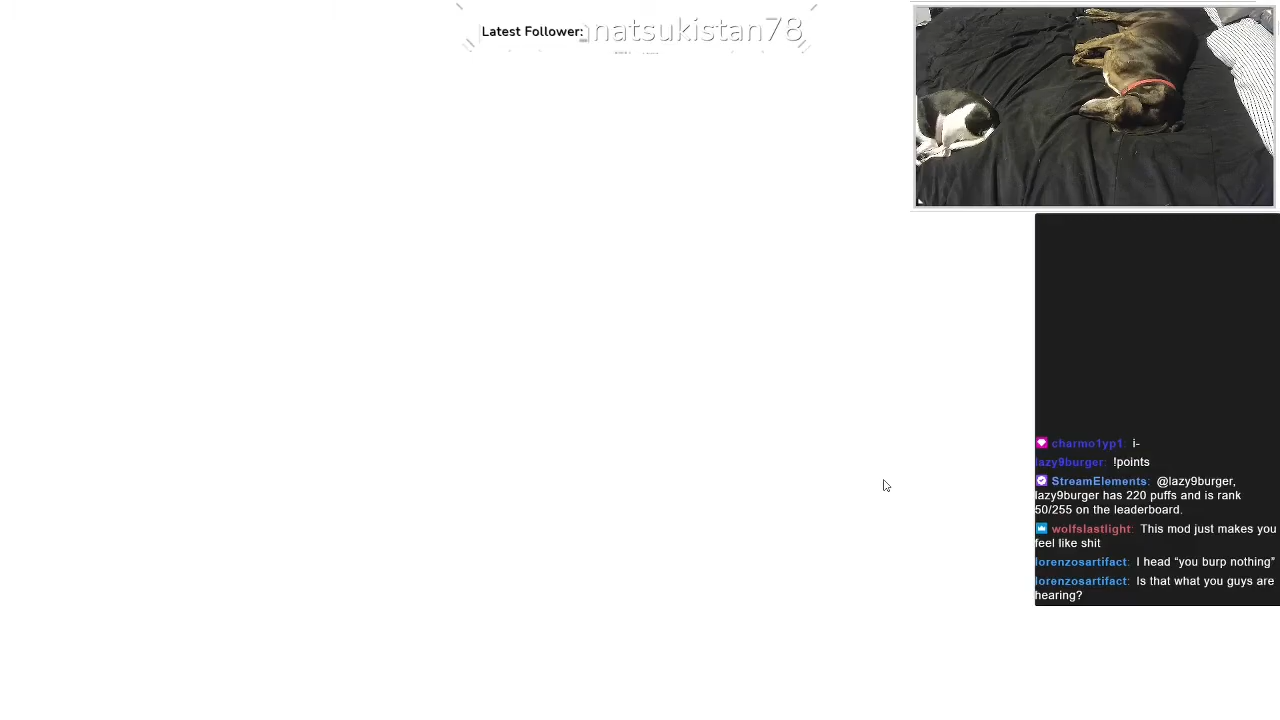 Latest Follower: natsukistan78
charmo1yp1: i-
lazy9burger: !points
StreamElements: @lazy9burger,
lazy9burger has 220 puffs and is rank
50/255 on the leaderboard.
wolfslastlight: This mod just makes you
feel like shit
lorenzosartifact: I head “you burp nothing”
lorenzosartifact: Is that what you guys are
hearing?